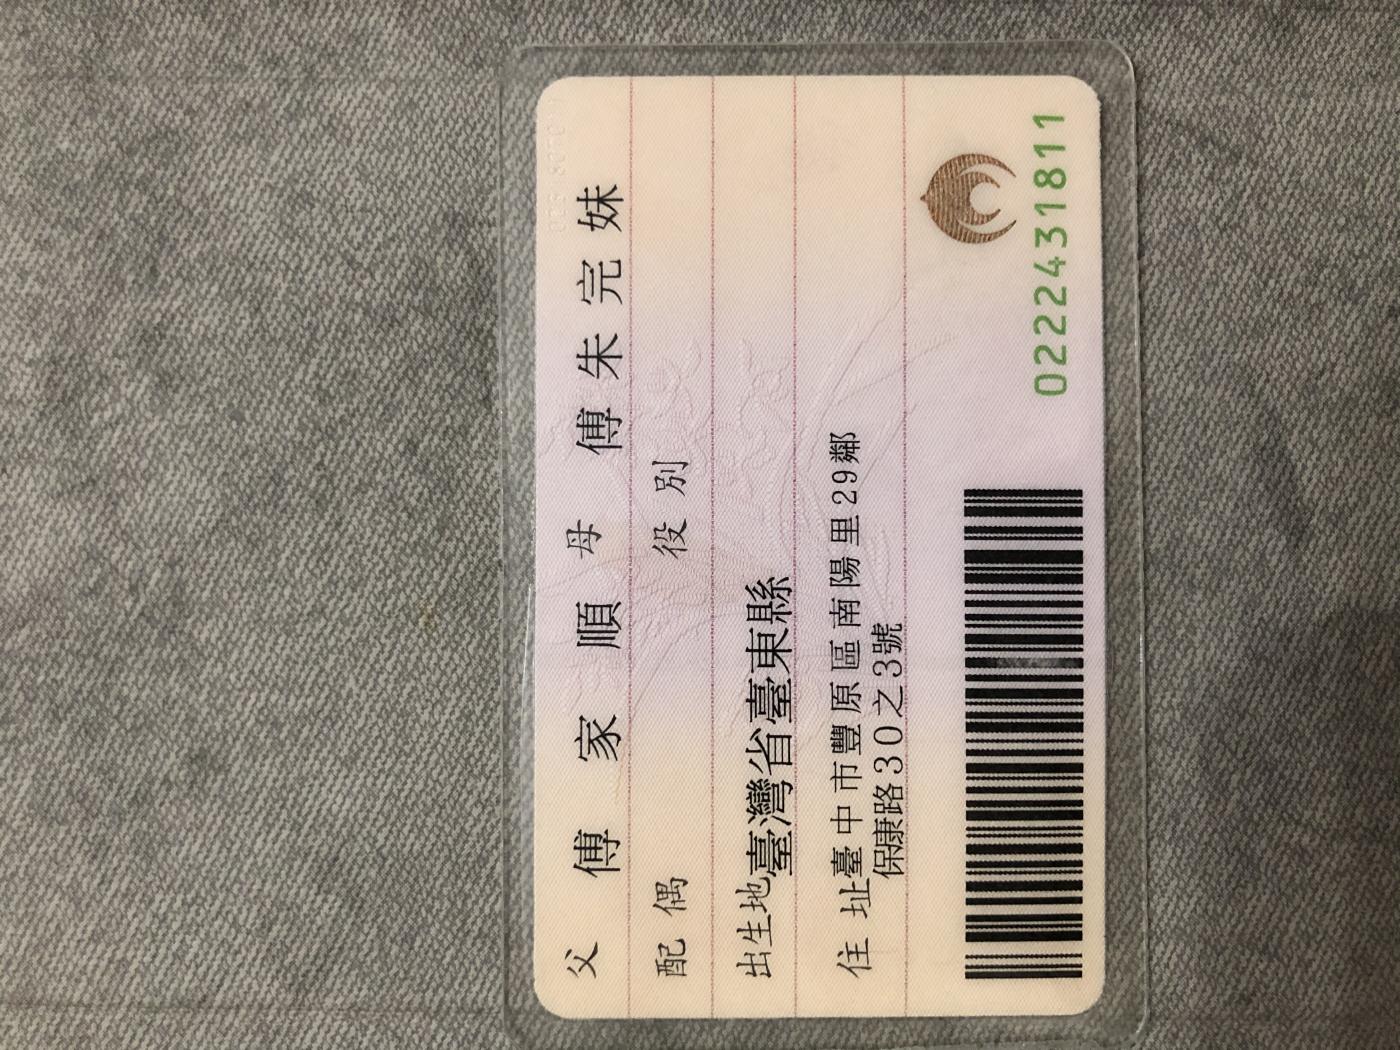 父 傅家順 母 傅朱完妹
配偶 役別
出生地臺灣省臺東縣
住址臺中市豐原區南陽里29鄰
保康路30之3號
0222431811